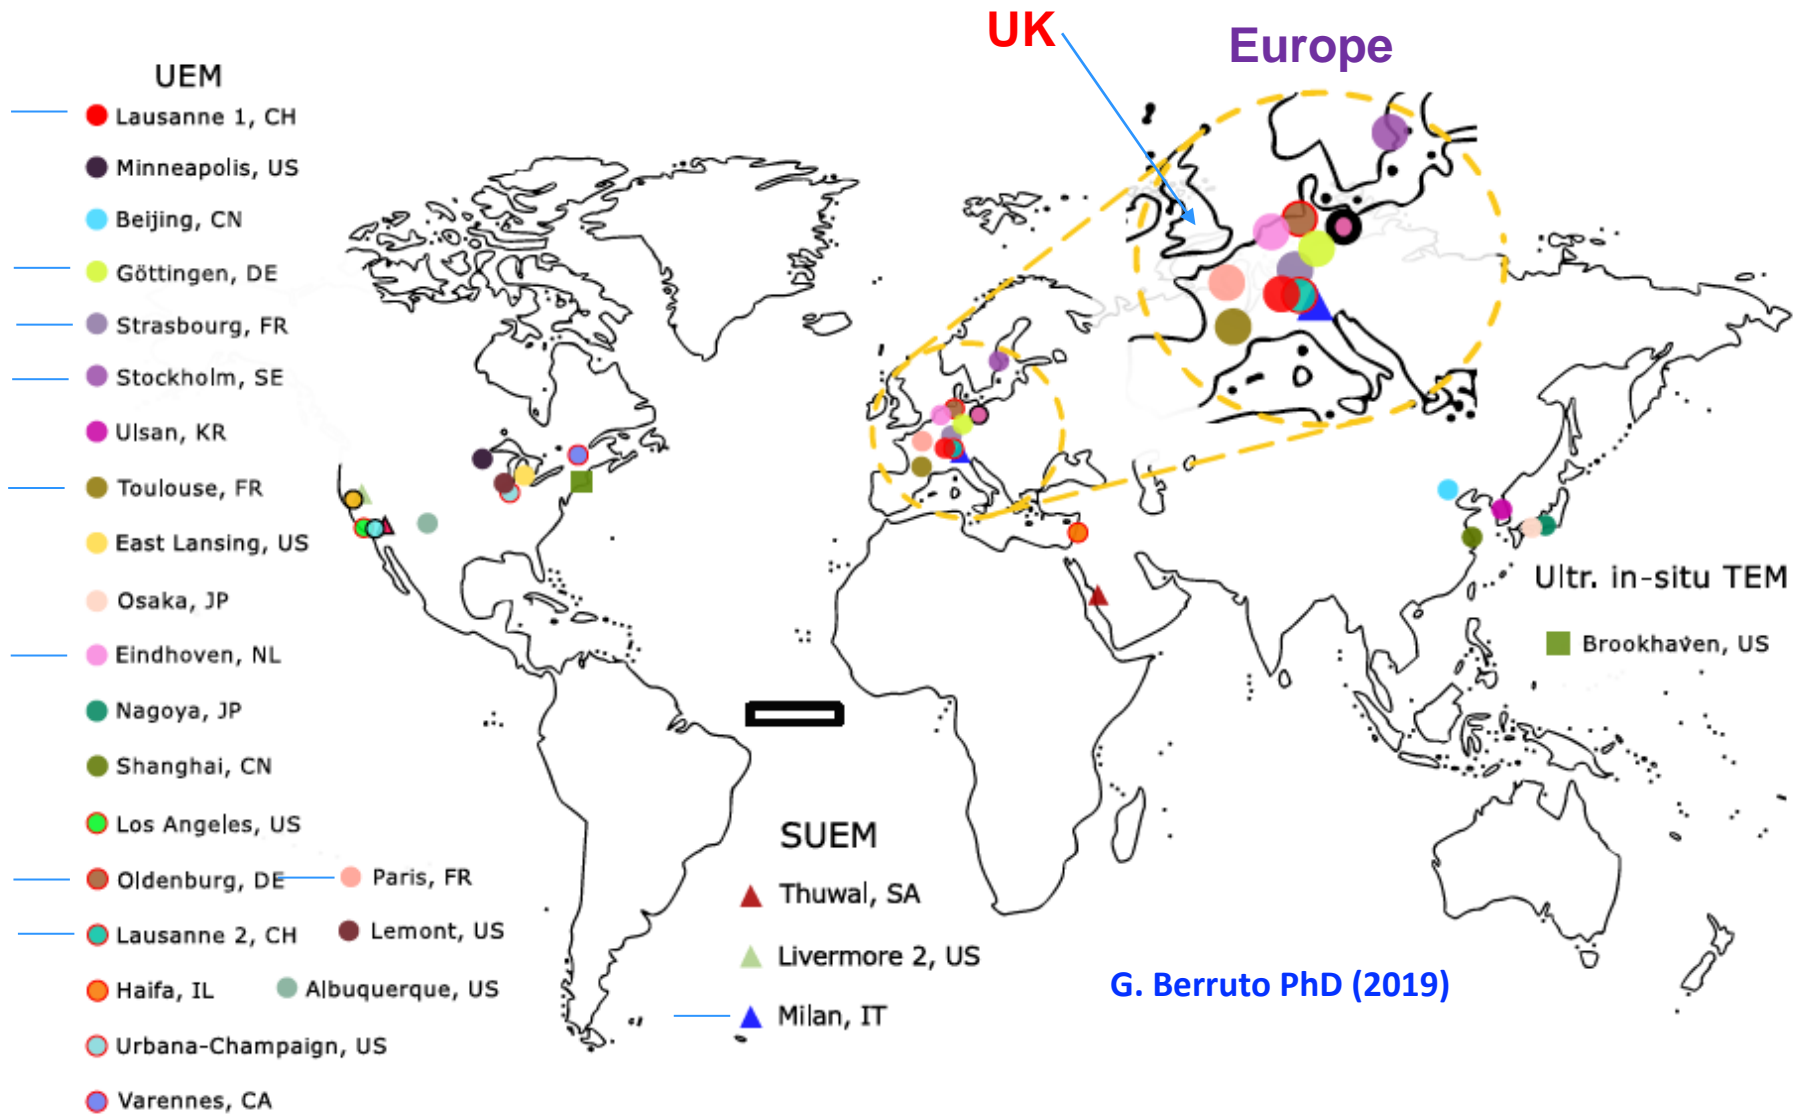 UK
Europe
UEM
Lausanne 1, CH
Minneapolis, US
Beijing, CN
Göttingen, DE
Strasbourg, FR
Stockholm, SE
Ulsan, KR
Toulouse, FR
East Lansing, US
Osaka, JP
Eindhoven, NL
Nagoya, JP
Shanghai, CN
Los Angeles, US
Oldenburg, DE
Lausanne 2, CH
Haifa, IL
Urbana-Champaign, US
Varennes, CA
Paris, FR
Lemont, US
Albuquerque, US
SUEM
Thuwal, SA
Livermore 2, US
Milan, IT
Ultr. in-situ TEM
Brookhaven, US
G. Berruto PhD (2019)